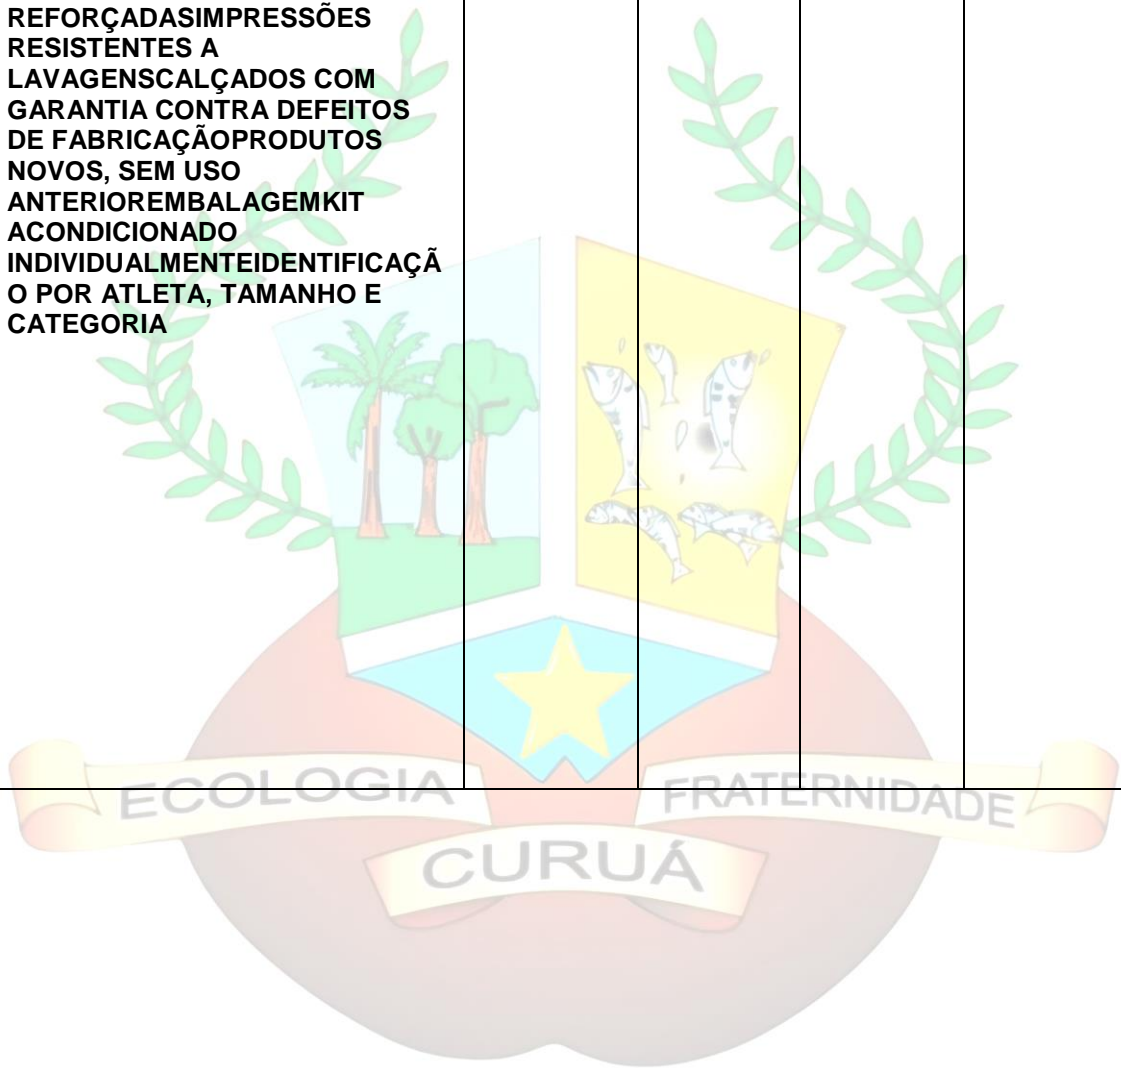 REFORÇADASIMPRESSÕES
RESISTENTES A
LAVAGENSCALÇADOS COM
GARANTIA CONTRA DEFEITOS
DE FABRICAÇÃOPRODUTOS
NOVOS, SEM USO
ANTERIOREMBALAGEMKIT
ACONDICIONADO
INDIVIDUALMENTEIDENTIFICAÇÃ
O POR ATLETA, TAMANHO E
CATEGORIA
ECOLOGIA
FRATERNIDADE
CURUÁ